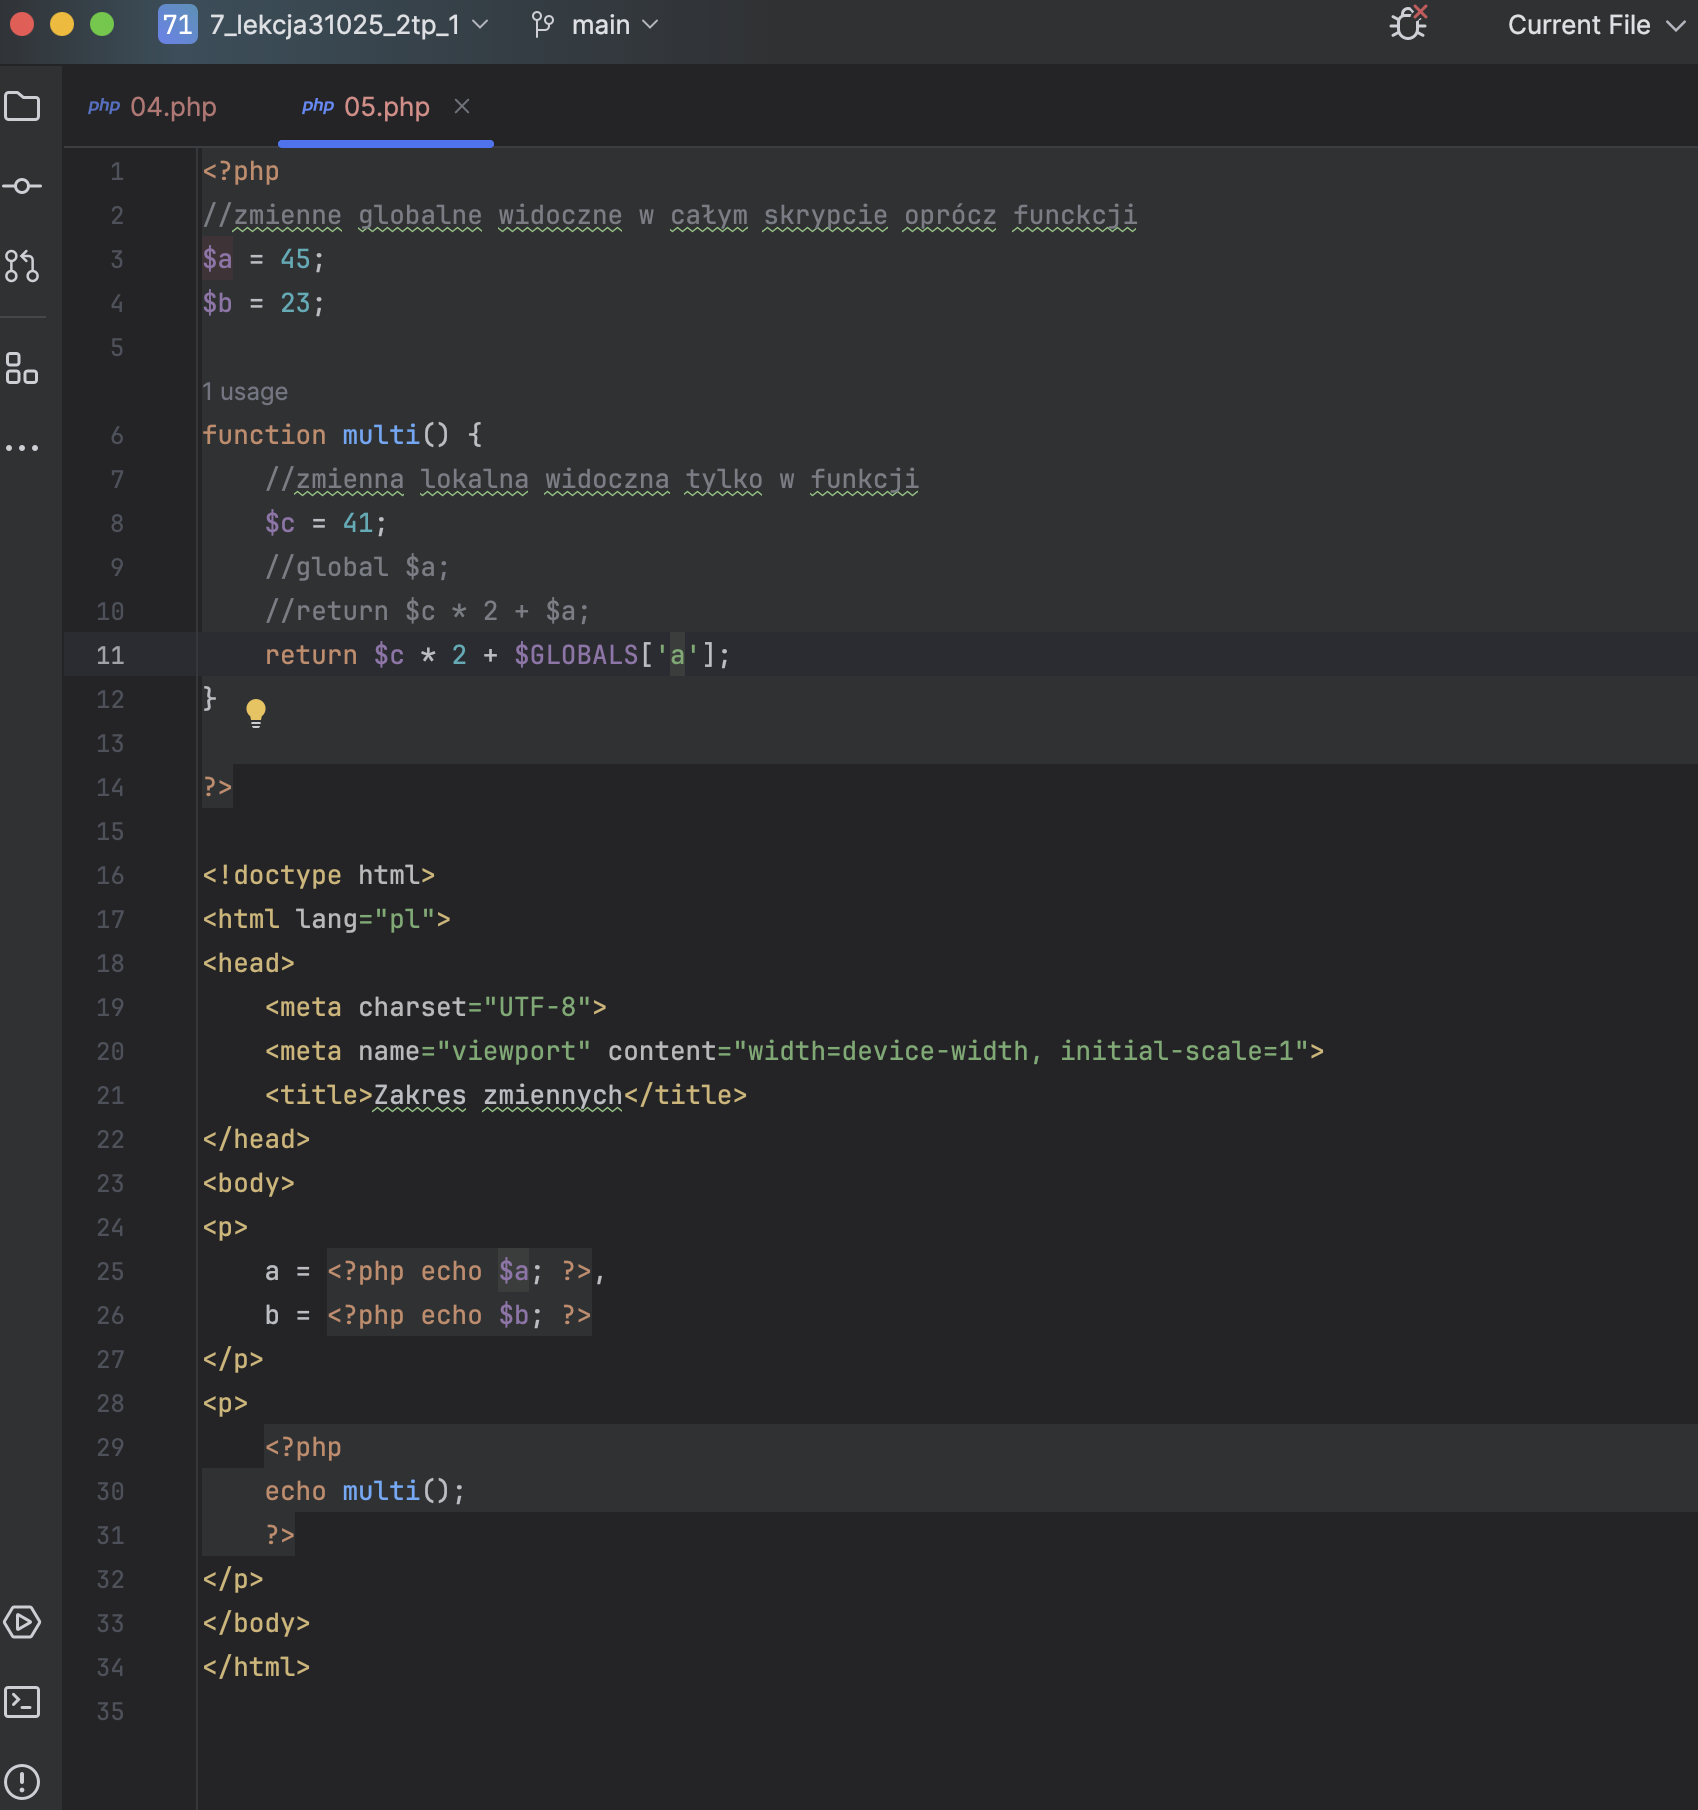 71 7_lekcja31025_2tp_1 main Current File
php 04.php php 05.php
1 <?php
2 //zmienne globalne widoczne w całym skrypcie oprócz funckcji
3 $a = 45;
4 $b = 23;
5
1 usage
6 function multi() {
7 //zmienna lokalna widoczna tylko w funkcji
8 $c = 41;
9 //global $a;
10 //return $c * 2 + $a;
11 return $c * 2 + $GLOBALS['a'];
12 }
13
14 ?>
15
16 <!doctype html>
17 <html lang="pl">
18 <head>
19 <meta charset="UTF-8">
20 <meta name="viewport" content="width=device-width, initial-scale=1">
21 <title>Zakres zmiennych</title>
22 </head>
23 <body>
24 <p>
25 a = <?php echo $a; ?>,
26 b = <?php echo $b; ?>
27 </p>
28 <p>
29 <?php
30 echo multi();
31 ?>
32 </p>
33 </body>
34 </html>
35